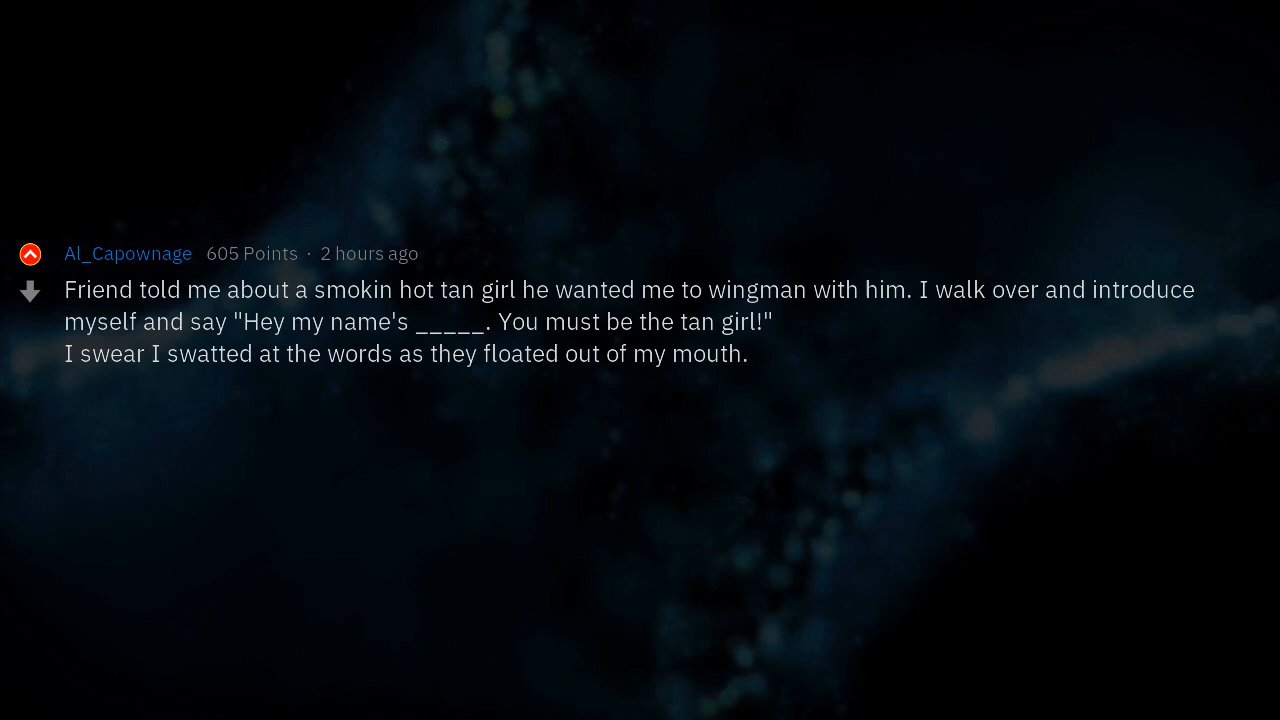 Al_Capownage 605 Points · 2 hours ago
Friend told me about a smokin hot tan girl he wanted me to wingman with him. I walk over and introduce
myself and say "Hey my name's _____. You must be the tan girl!"
I swear I swatted at the words as they floated out of my mouth.